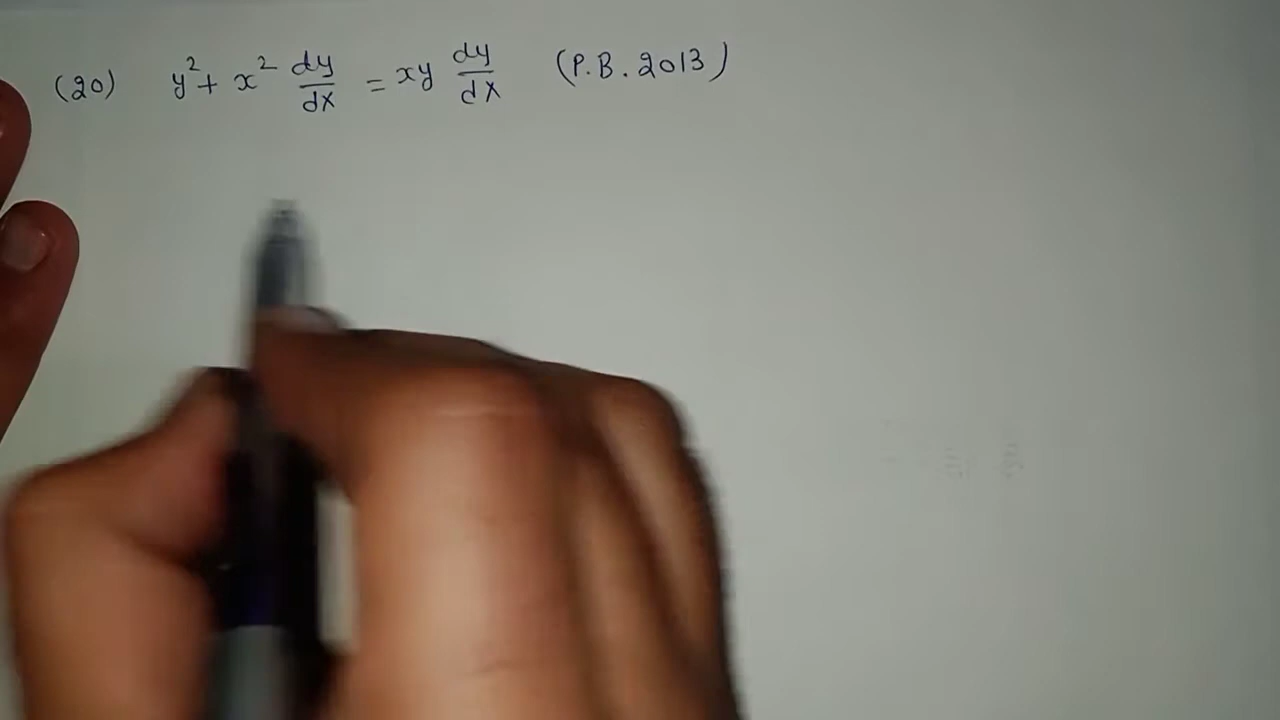 (20) y² + x² dy/dx = xy dy/dx (P.B. 2013)